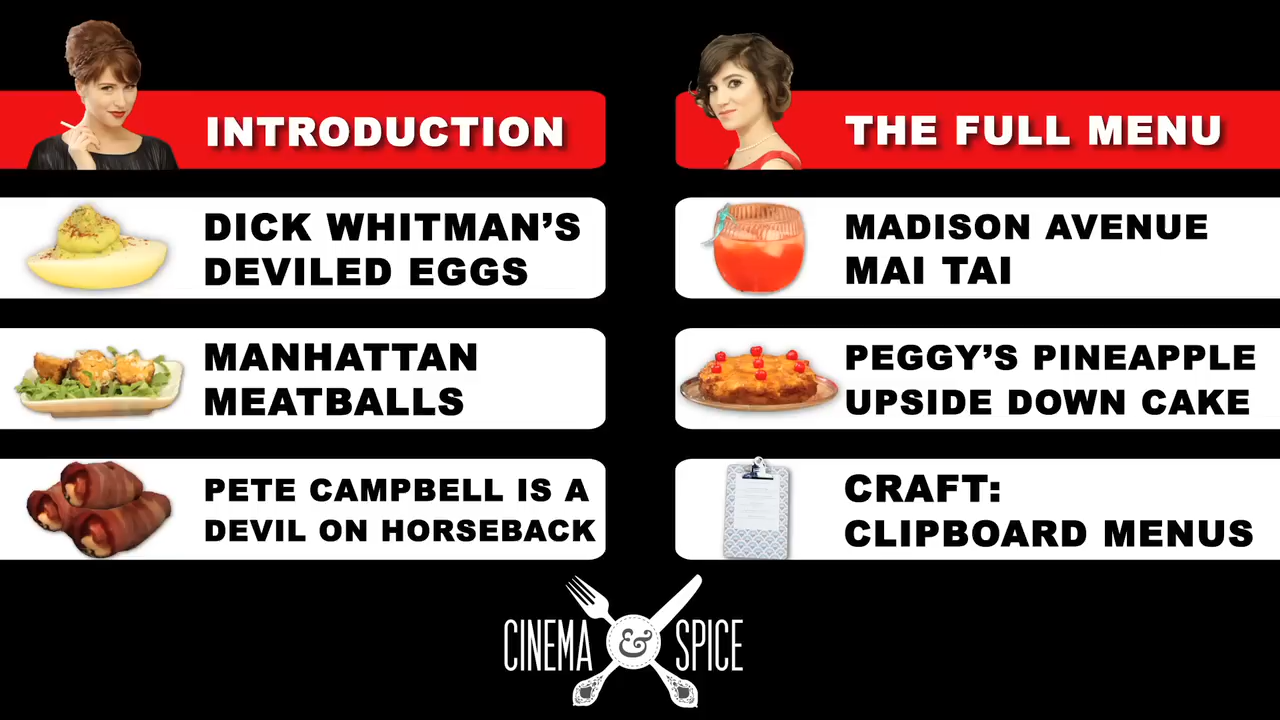 INTRODUCTION
DICK WHITMAN’S
DEVILED EGGS
MANHATTAN
MEATBALLS
PETE CAMPBELL IS A
DEVIL ON HORSEBACK
THE FULL MENU
MADISON AVENUE
MAI TAI
PEGGY’S PINEAPPLE
UPSIDE DOWN CAKE
CRAFT:
CLIPBOARD MENUS
CINEMA & SPICE